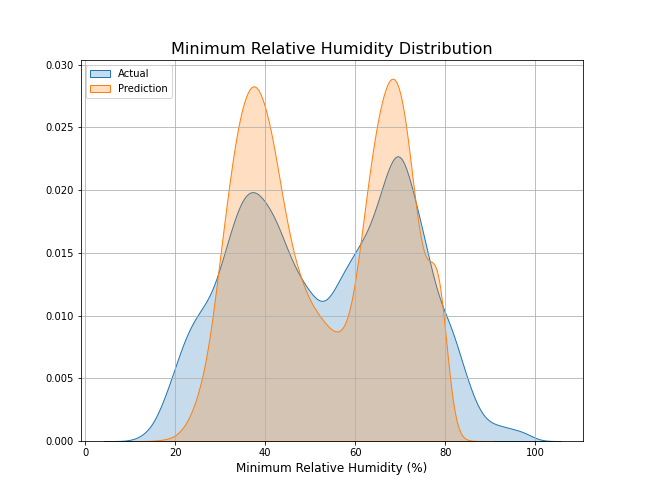 Minimum Relative Humidity Distribution
Actual
Prediction
0.030
0.025
0.020
0.015
0.010
0.005
0.000
0 20 40 60 80 100
Minimum Relative Humidity (%)